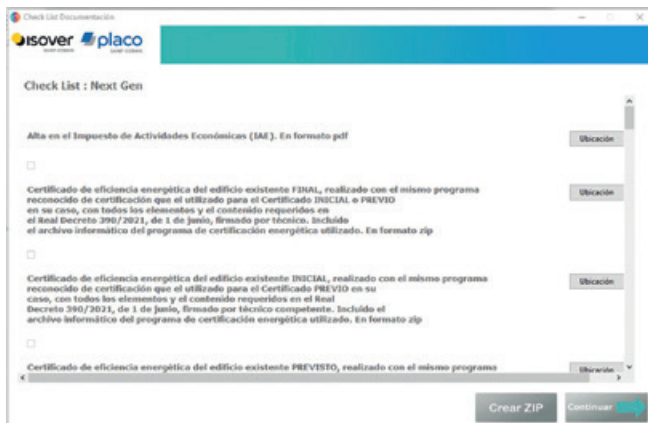 Check List Documentación
isover placo
SAINT-GOBAIN SAINT-GOBAIN
Check List : Next Gen
Alta en el Impuesto de Actividades Económicas (IAE). En formato pdf
Ubicación
Certificado de eficiencia energética del edificio existente FINAL, realizado con el mismo programa
reconocido de certificación que el utilizado para el Certificado INICIAL o PREVIO
en su caso, con todos los elementos y el contenido requeridos en
el Real Decreto 390/2021, de 1 de junio, firmado por técnico. Incluido
el archivo informático del programa de certificación energética utilizado. En formato zip
Ubicación
Certificado de eficiencia energética del edificio existente INICIAL, realizado con el mismo programa
reconocido de certificación que el utilizado para el Certificado PREVIO en su
caso, con todos los elementos y el contenido requeridos en el Real
Decreto 390/2021, de 1 de junio, firmado por técnico competente. Incluido el
archivo informático del programa de certificación energética utilizado. En formato zip
Ubicación
Certificado de eficiencia energética del edificio existente PREVISTO, realizado con el mismo programa
Ubicación
Crear ZIP
Continuar